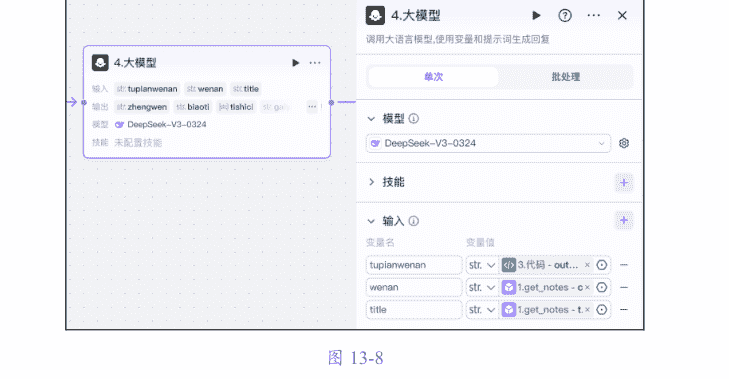 4.大模型
输入 str. tupianwenan str. wenan str. title
输出 str. zhengwen str. biaoti tishici
模型 DeepSeek-V3-0324
技能 未配置技能
4.大模型
调用大语言模型,使用变量和提示词生成回复
单次 批处理
模型
DeepSeek-V3-0324
技能
输入
变量名 变量值
tupianwenan str. 3.代码 - out...
wenan str. 1.get_notes - c
title str. 1.get_notes - t.
图 13-8